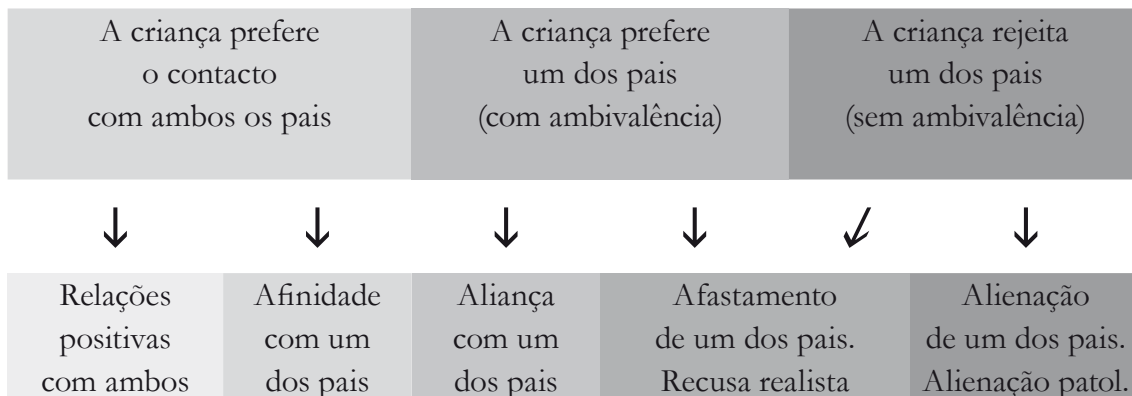 A criança prefere
o contacto
com ambos os pais
A criança prefere
um dos pais
(com ambivalência)
A criança rejeita
um dos pais
(sem ambivalência)
Relações
positivas
com ambos
Afinidade
com um
dos pais
Aliança
com um
dos pais
Afastamento
de um dos pais.
Recusa realista
Alienação
de um dos pais.
Alienação patol.